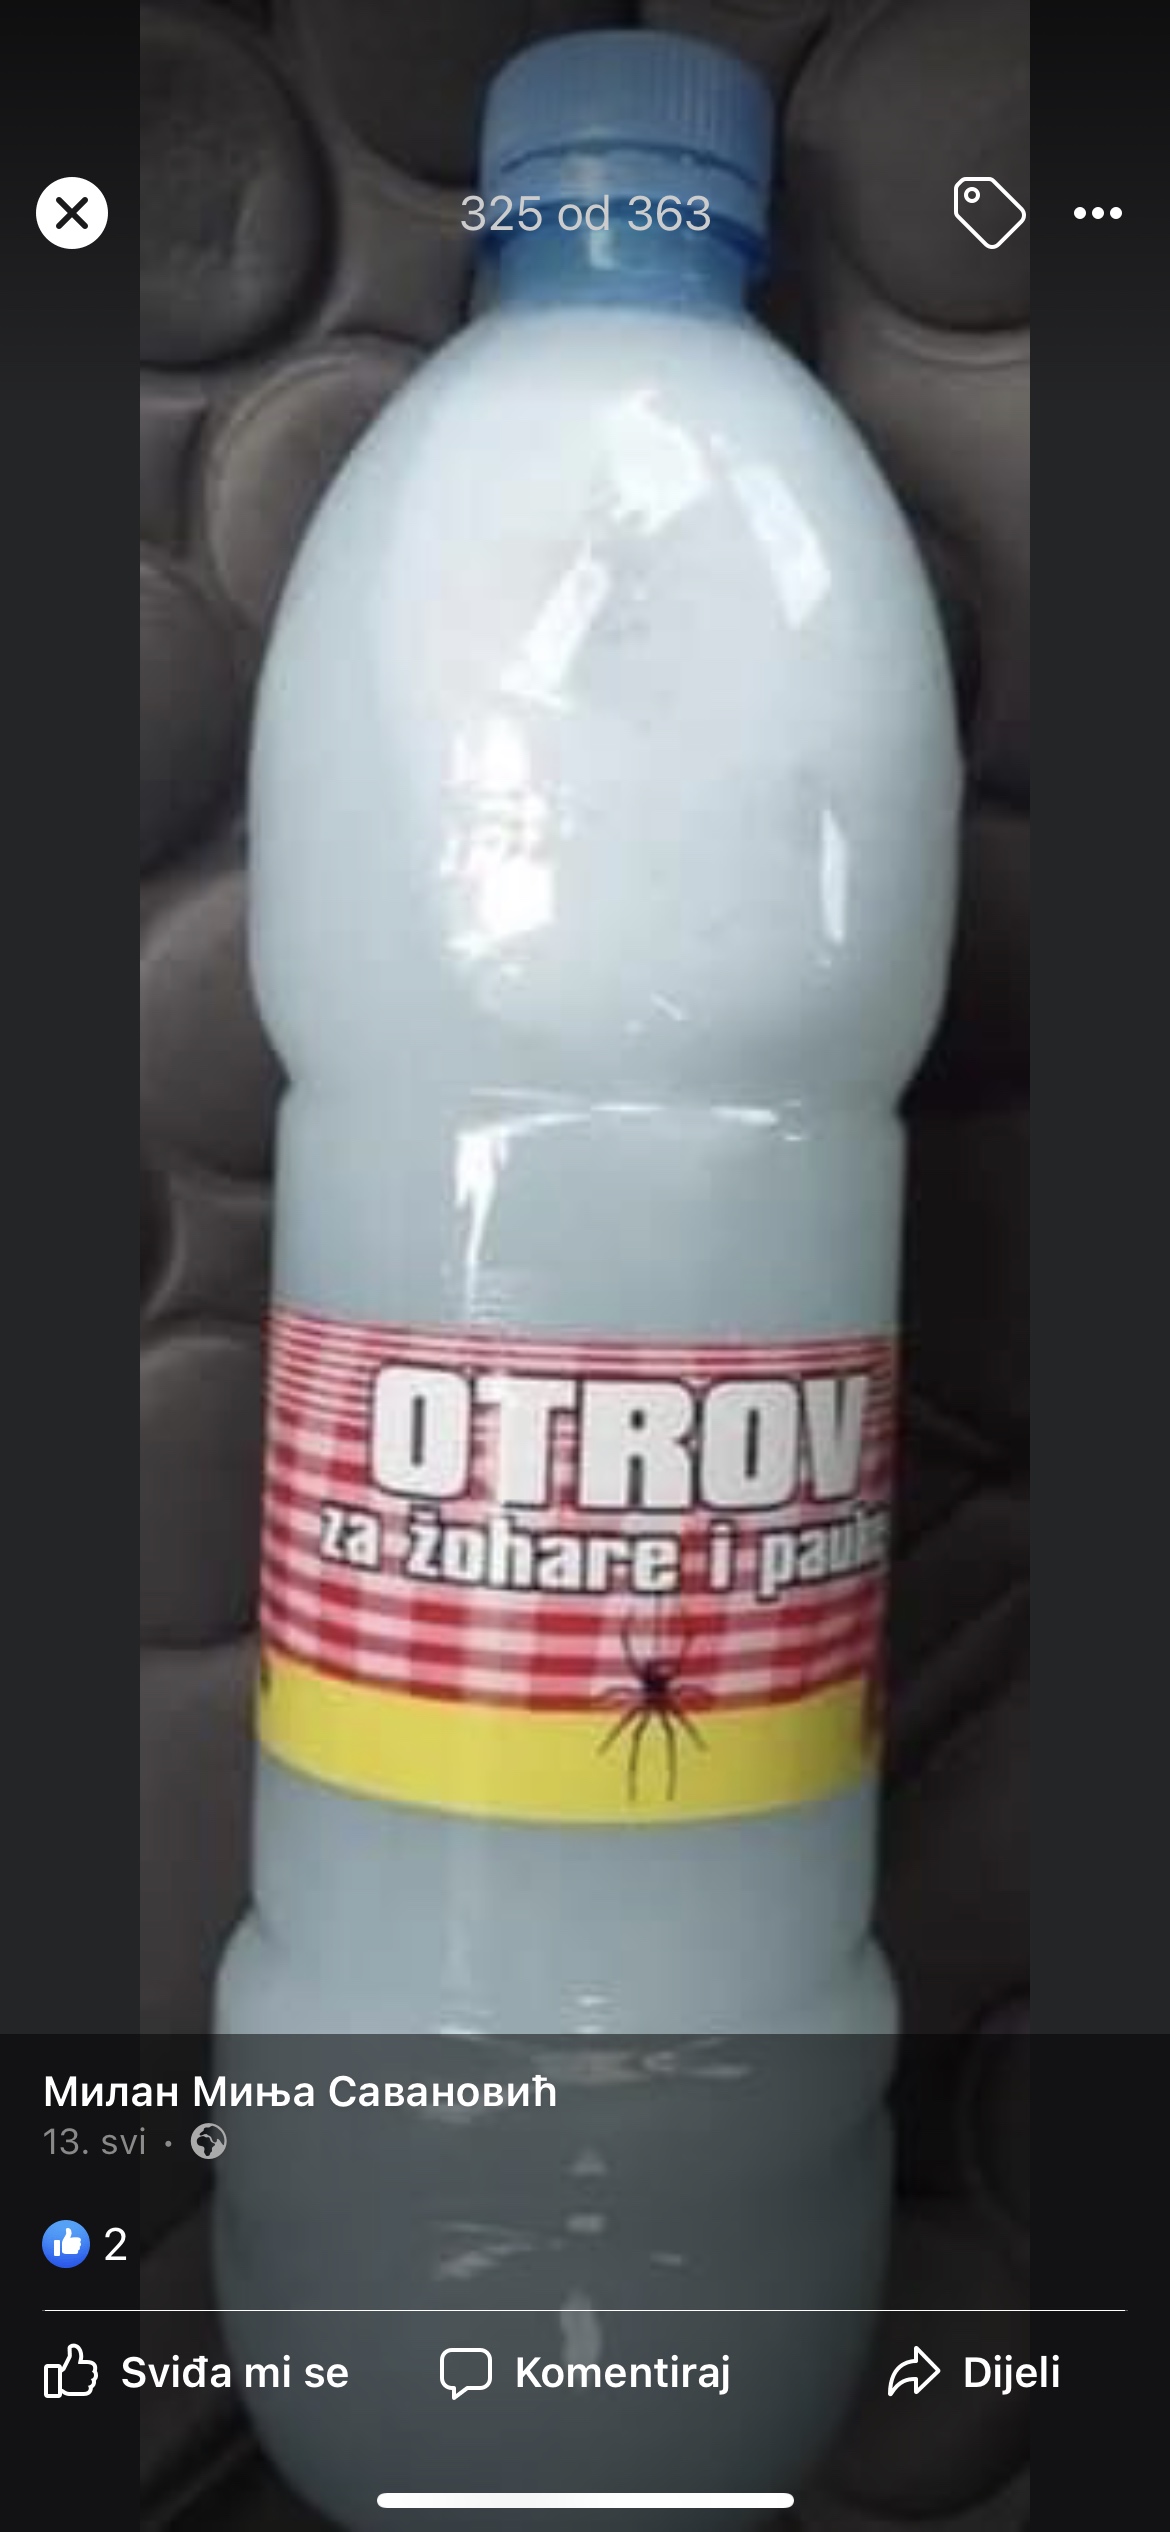 325 od 363
OTROV
za žohare i
Милан Миња Савановић
13. svi
2
Sviđa mi se
Komentiraj
Dijeli